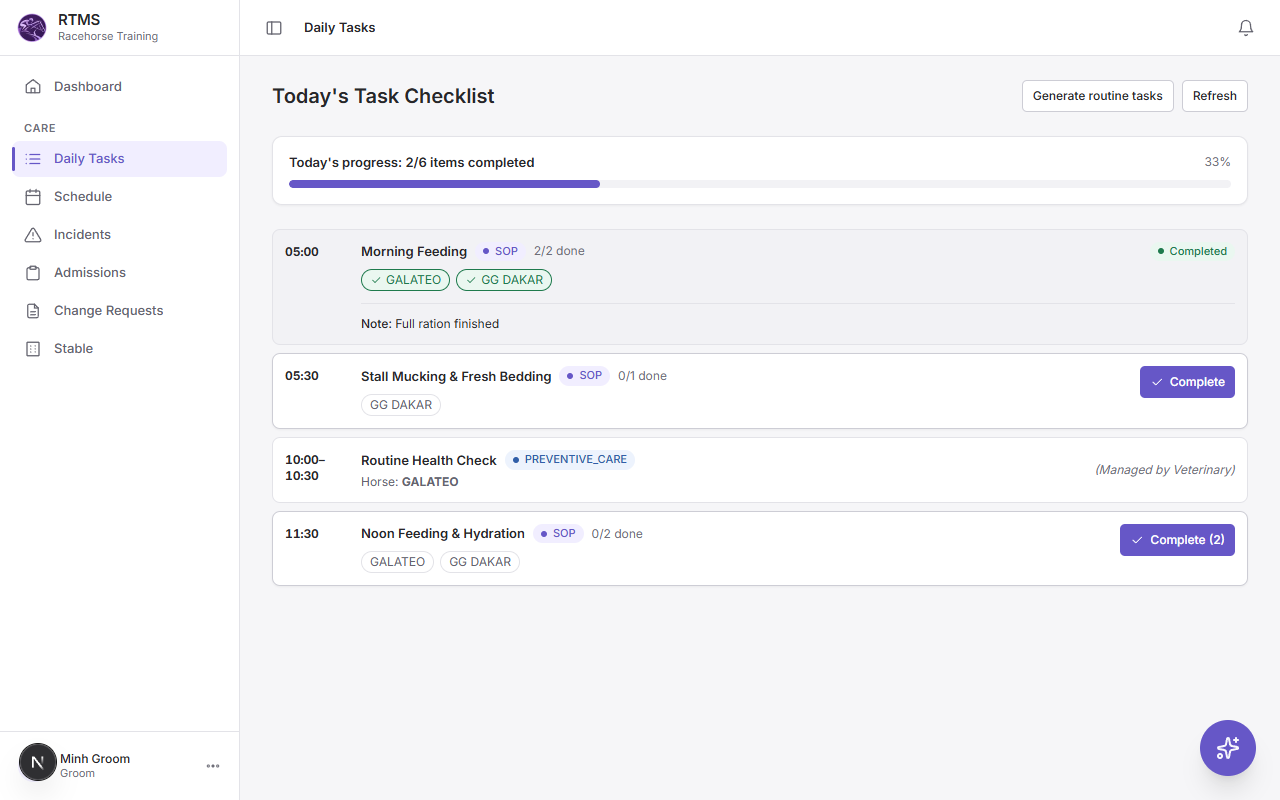 RTMS
Racehorse Training
Daily Tasks
Dashboard
CARE
Daily Tasks
Schedule
Incidents
Admissions
Change Requests
Stable
N
Minh Groom
Groom
Today's Task Checklist
Generate routine tasks
Refresh
Today's progress: 2/6 items completed
33%
05:00
Morning Feeding
SOP
2/2 done
Completed
GALATEO
GG DAKAR
Note: Full ration finished
05:30
Stall Mucking & Fresh Bedding
SOP
0/1 done
Complete
GG DAKAR
10:00–
10:30
Routine Health Check
PREVENTIVE_CARE
Horse: GALATEO
(Managed by Veterinary)
11:30
Noon Feeding & Hydration
SOP
0/2 done
Complete (2)
GALATEO
GG DAKAR